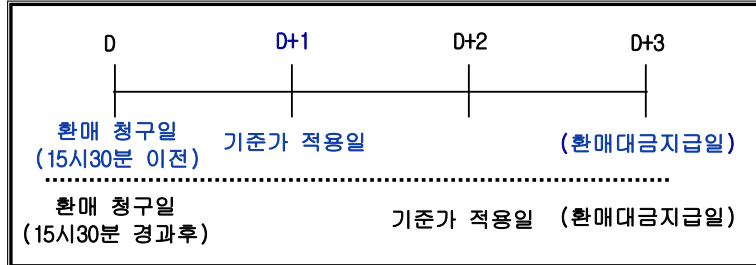 D D+1 D+2 D+3
환매 청구일 기준가 적용일 (환매대금지급일)
(15시30분 이전)
환매 청구일 기준가 적용일 (환매대금지급일)
(15시30분 경과후)